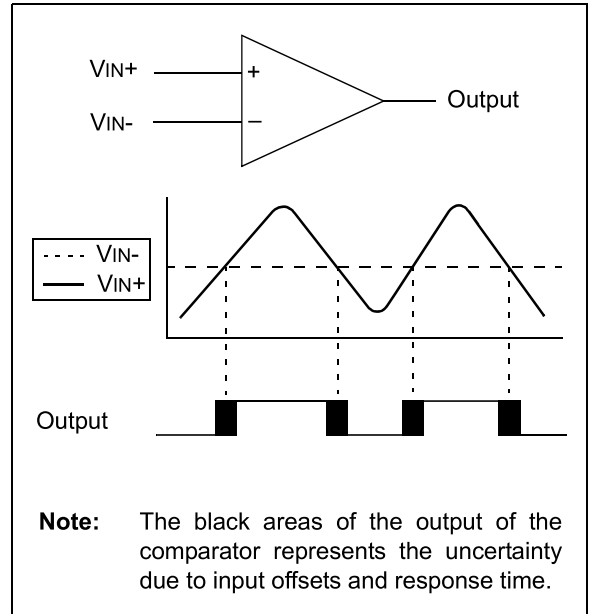 VIN+
+
Output
VIN-
–
VIN-
VIN+
Output
Note: The black areas of the output of the
comparator represents the uncertainty
due to input offsets and response time.